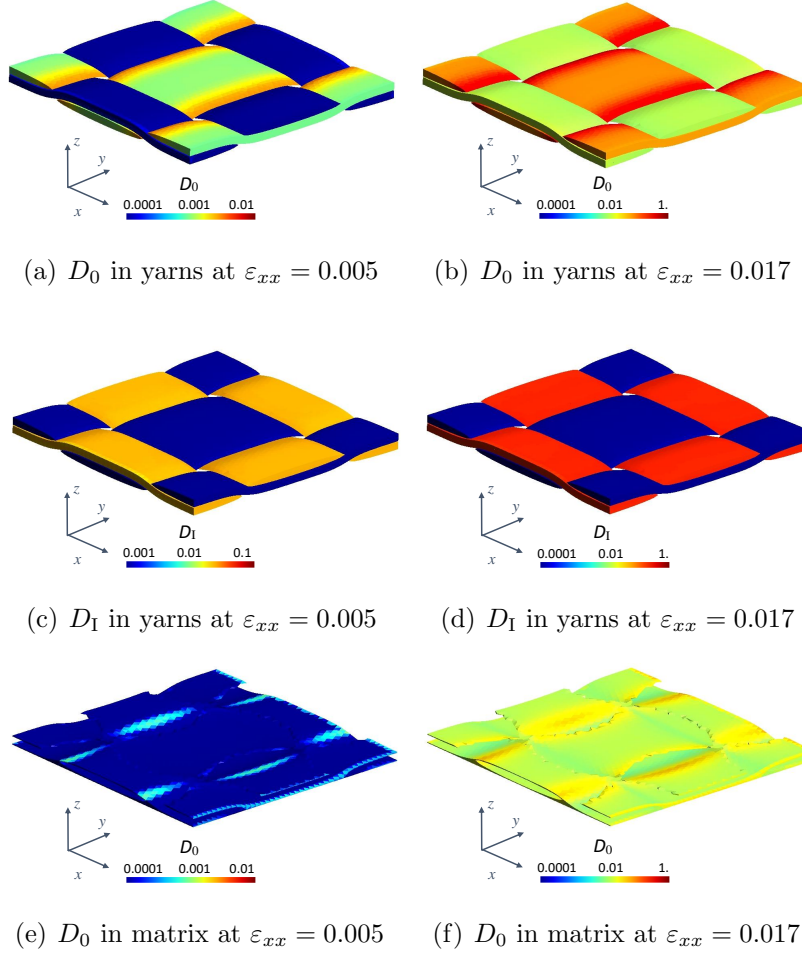 z
y
x
D₀
0.0001 0.001 0.01
z
y
x
D₀
0.0001 0.01 1.
(a) D₀ in yarns at εₓₓ = 0.005
(b) D₀ in yarns at εₓₓ = 0.017
z
y
x
D_I
0.001 0.01 0.1
z
y
x
D_I
0.0001 0.01 1.
(c) D_I in yarns at εₓₓ = 0.005
(d) D_I in yarns at εₓₓ = 0.017
z
y
x
D₀
0.0001 0.001 0.01
z
y
x
D₀
0.0001 0.01 1.
(e) D₀ in matrix at εₓₓ = 0.005
(f) D₀ in matrix at εₓₓ = 0.017